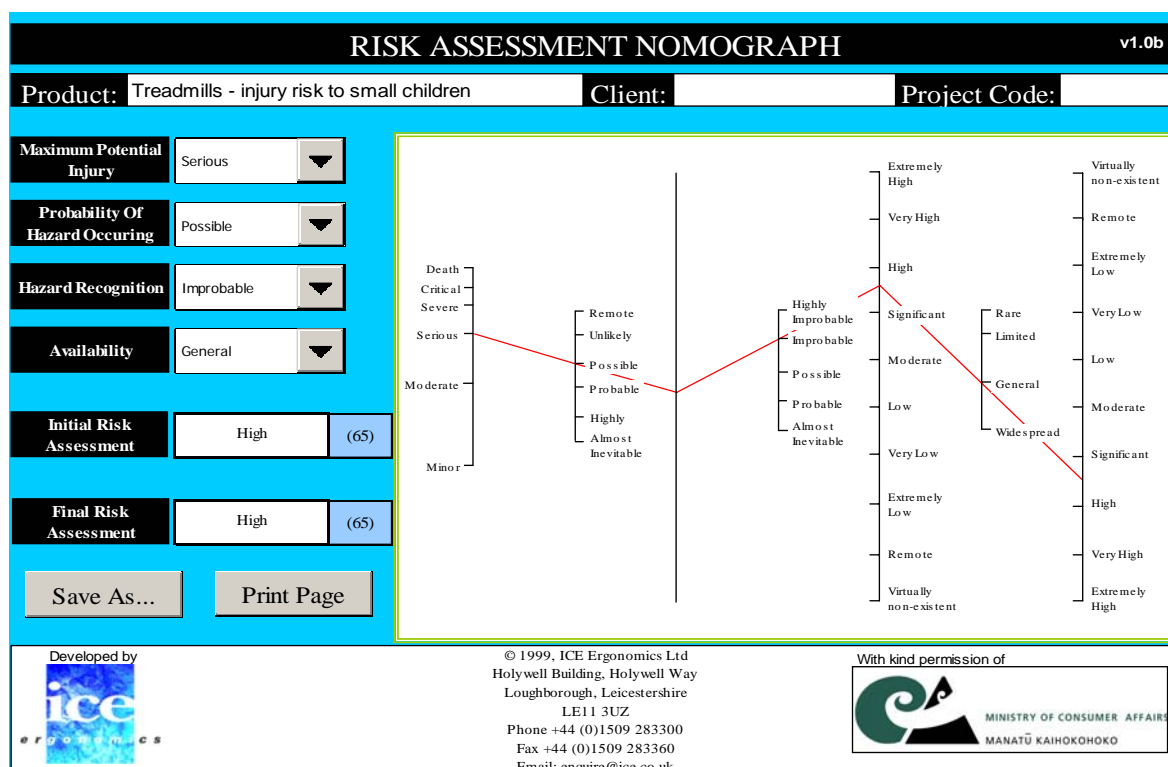 RISK ASSESSMENT NOMOGRAPH
v1.0b
Product: Treadmills - injury risk to small children Client: Project Code:
Maximum Potential
Injury
Serious
Probability Of
Hazard Occuring
Possible
Hazard Recognition
Improbable
Availability
General
Initial Risk
Assessment
High
(65)
Final Risk
Assessment
High
(65)
Save As...
Print Page
Death
Critical
Severe
Serious
Moderate
Minor
Remote
Unlikely
Possible
Probable
Highly
Almost
Inevitable
Highly
Improbable
Improbable
Possible
Probable
Almost
Inevitable
Extremely
High
Very High
High
Significant
Moderate
Low
Very Low
Extremely
Low
Remote
Virtually
non-existent
Rare
Limited
General
Widespread
Virtually
non-existent
Remote
Extremely
Low
Very Low
Low
Moderate
Significant
High
Very High
Extremely
High
Developed by
ice
ergonomics
© 1999, ICE Ergonomics Ltd
Holywell Building, Holywell Way
Loughborough, Leicestershire
LE11 3UZ
Phone +44 (0)1509 283300
Fax +44 (0)1509 283360
Email: enquire@ice.co.uk
With kind permission of
MINISTRY OF CONSUMER AFFAIRS
MANATŪ KAIHOKOHOKO